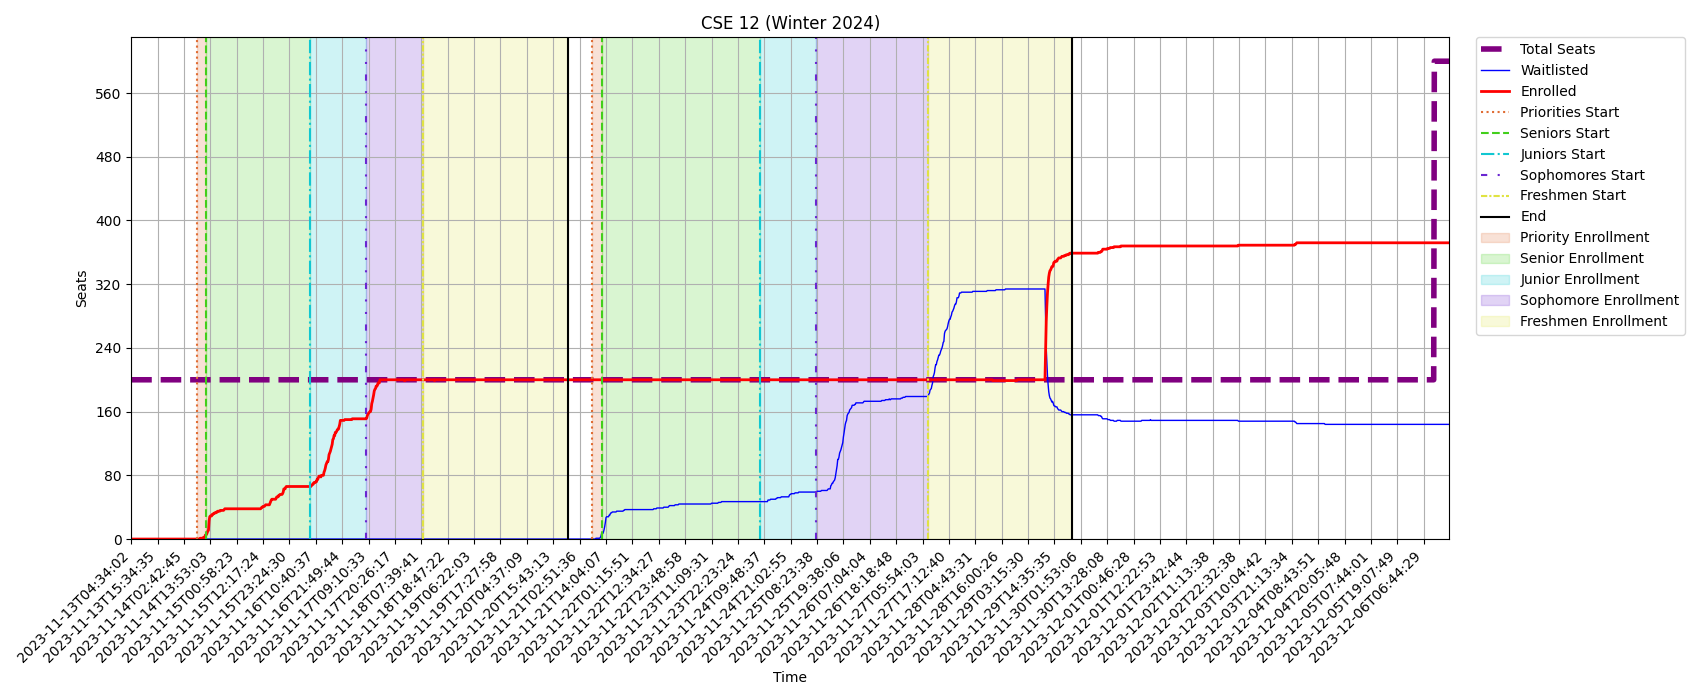 CSE 12 (Winter 2024)
Seats
560
480
400
320
240
160
80
0
2023-11-13T04:34:02
2023-11-13T15:34:35
2023-11-14T02:42:45
2023-11-14T13:53:03
2023-11-15T00:58:23
2023-11-15T12:17:24
2023-11-15T23:24:30
2023-11-16T10:40:37
2023-11-16T21:49:44
2023-11-17T09:10:33
2023-11-17T20:26:17
2023-11-18T07:39:41
2023-11-18T18:47:22
2023-11-19T06:22:03
2023-11-19T17:27:58
2023-11-20T04:37:09
2023-11-20T15:43:13
2023-11-21T02:51:36
2023-11-21T14:04:07
2023-11-22T01:15:51
2023-11-22T12:34:27
2023-11-22T23:48:58
2023-11-23T11:09:31
2023-11-23T22:23:24
2023-11-24T09:48:37
2023-11-24T21:02:55
2023-11-25T08:23:38
2023-11-25T19:38:06
2023-11-26T07:04:04
2023-11-26T18:18:48
2023-11-27T05:54:03
2023-11-27T17:12:40
2023-11-28T04:43:31
2023-11-28T16:00:26
2023-11-29T03:15:30
2023-11-29T14:35:35
2023-11-30T01:53:06
2023-11-30T13:28:08
2023-12-01T00:46:28
2023-12-01T12:22:53
2023-12-01T23:42:44
2023-12-02T11:13:38
2023-12-02T22:32:38
2023-12-03T10:04:42
2023-12-03T21:13:34
2023-12-04T08:43:51
2023-12-04T20:05:48
2023-12-05T07:44:01
2023-12-05T19:07:49
2023-12-06T06:44:29
Time
Total Seats
Waitlisted
Enrolled
Priorities Start
Seniors Start
Juniors Start
Sophomores Start
Freshmen Start
End
Priority Enrollment
Senior Enrollment
Junior Enrollment
Sophomore Enrollment
Freshmen Enrollment